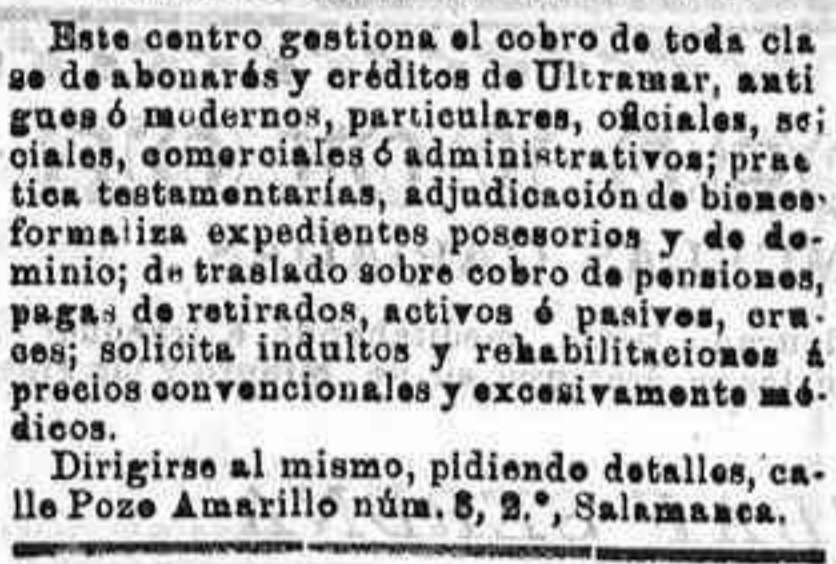 Este centro gestiona el cobro de toda cla
se de abonarés y créditos de Ultramar, anti
guos ó modernos, particulares, oficiales, so
ciales, comerciales ó administrativos; prac
tica testamentarías, adjudicación de bienes
formaliza expedientes posesorios y de do-
minio; de traslado sobre cobro de pensiones,
pagas de retirados, activos ó pasivos, cru-
ces; solicita indultos y rehabilitaciones á
precios convencionales y excesivamente mó-
dicos.
Dirigirse al mismo, pidiendo detalles, ca-
lle Pozo Amarillo núm. 8, 2.°, Salamanca.